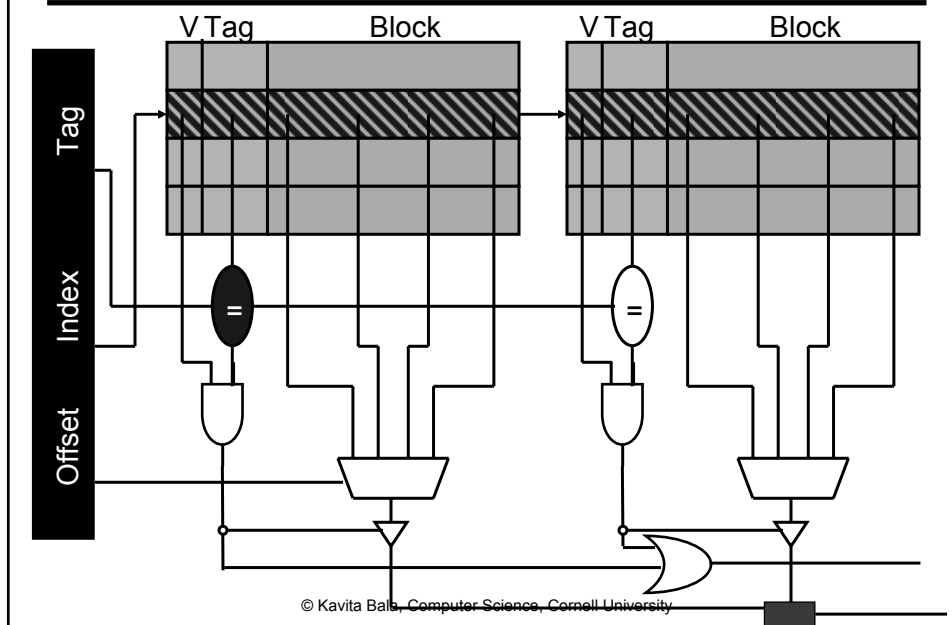 V Tag Block V Tag Block
Tag
Index
Offset
= =
© Kavita Bala, Computer Science, Cornell University